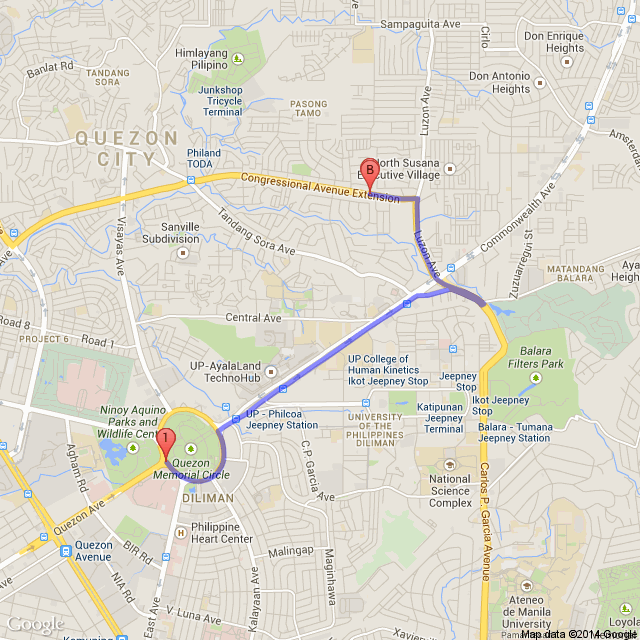 Sampaguita Ave
Cirlo
Don Enrique
Heights
Himlayang
Pilipino
Banlat Rd
TANDANG
SORA
Don Antonio
Heights
Junkshop
Tricycle
Terminal
PASONG
TAMO
Luzon Ave
Amsterdam
QUEZON
CITY
Philand
TODA
B
North Susana
Executive Village
Congressional Avenue Extension
Commonwealth Ave
Visayas Ave
Tandang Sora Ave
Sanville
Subdivision
Luzon Ave
Zuzuarregui St
MATANDANG
BALARA
Aya
Heigh
Road 8
Central Ave
PROJECT 6
Road 1
UP-AyalaLand
TechnoHub
UP College of
Human Kinetics
Ikot Jeepney Stop
Jeepney
Stop
Balara
Filters Park
Ninoy Aquino
Parks and
Wildlife Cent
UP - Philcoa
Jeepney Station
Katipunan
Jeepney
Terminal
Ikot Jeepney
Stop
UNIVERSITY
OF THE
PHILIPPINES
DILIMAN
Balara - Tumana
Jeepney Station
1
Quezon
Memorial Circle
Agham Rd
C.P. Garcia Ave
National
Science
Complex
Carlos P. Garcia Avenue
DILIMAN
Quezon Ave
Philippine
Heart Center
Quezon
Avenue
BIR Rd
Malingap
NIA Rd
East Ave
Kalayaan Ave
Maginhawa
V. Luna Ave
Ateneo
de Manila
University
Loyola
Google
Kamuning
Xavierville
Map data ©2014 Google